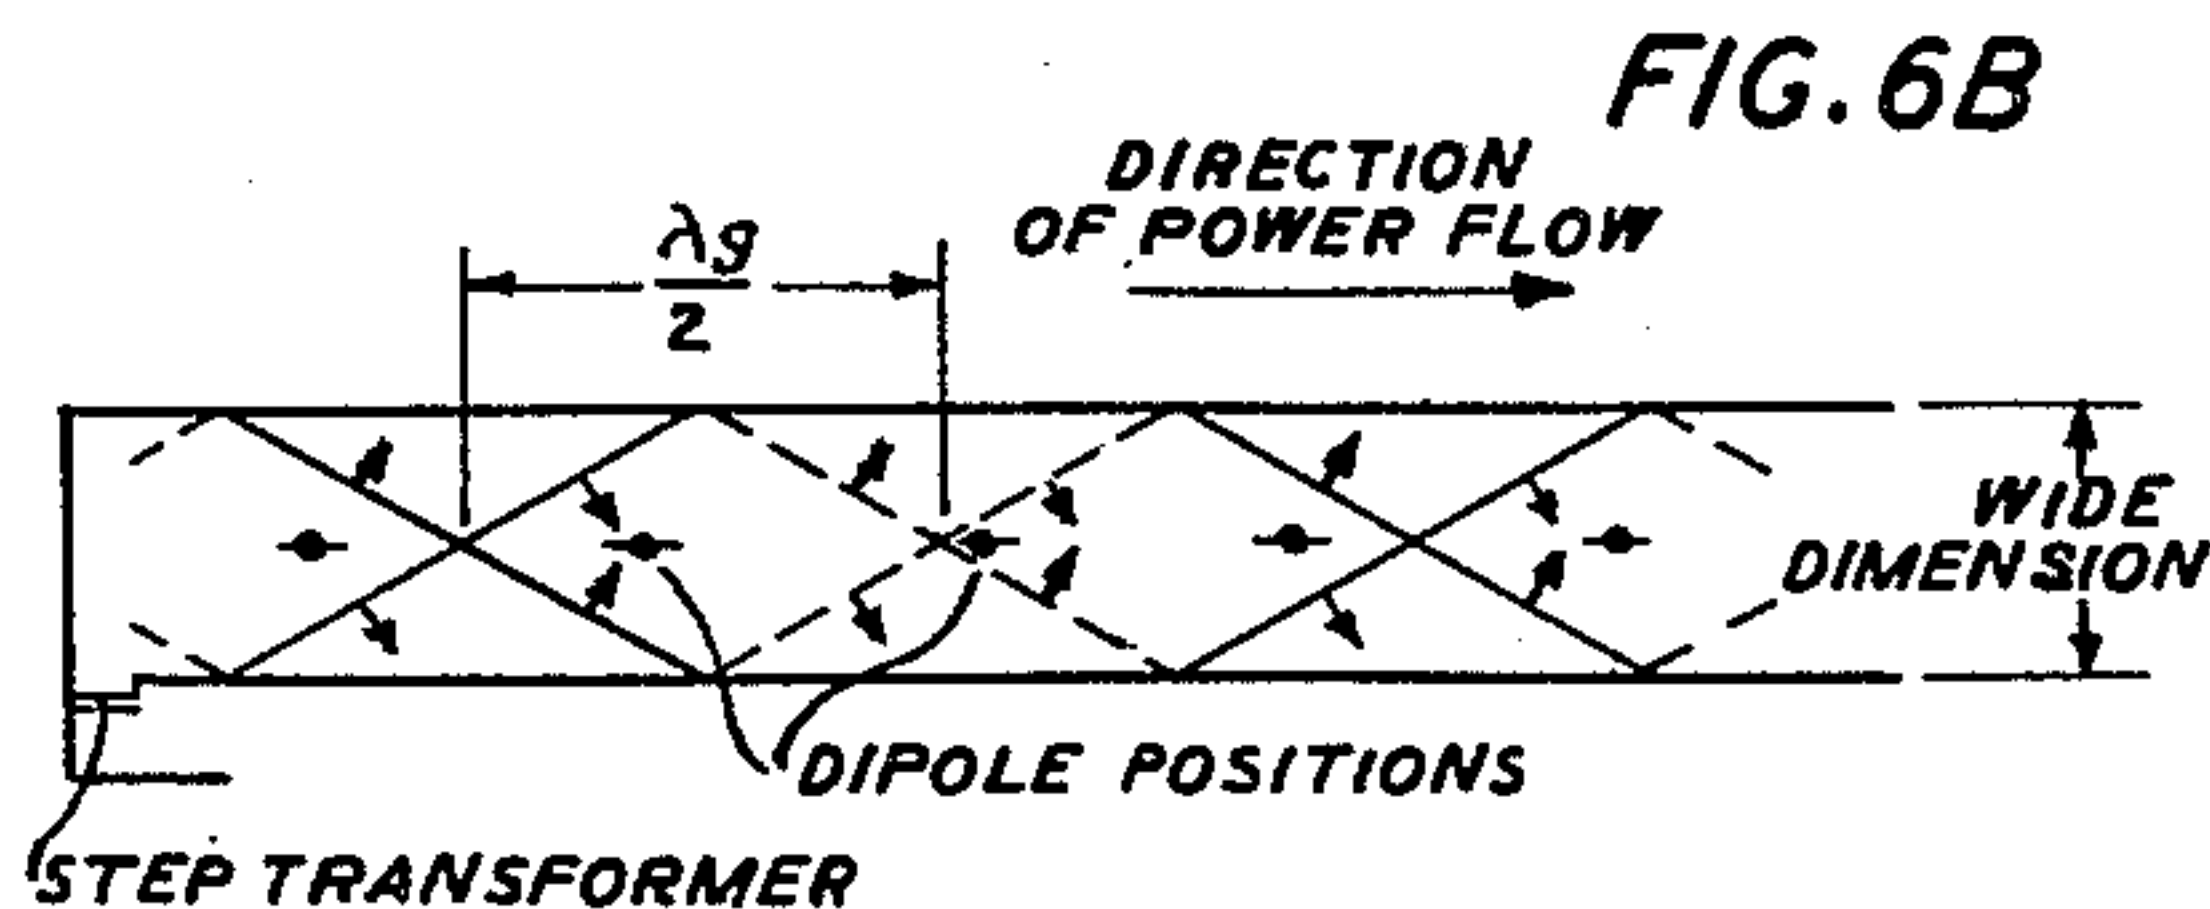 FIG. 6B
DIRECTION
OF POWER FLOW
λg
2
WIDE
DIMENSION
DIPOLE POSITIONS
STEP TRANSFORMER